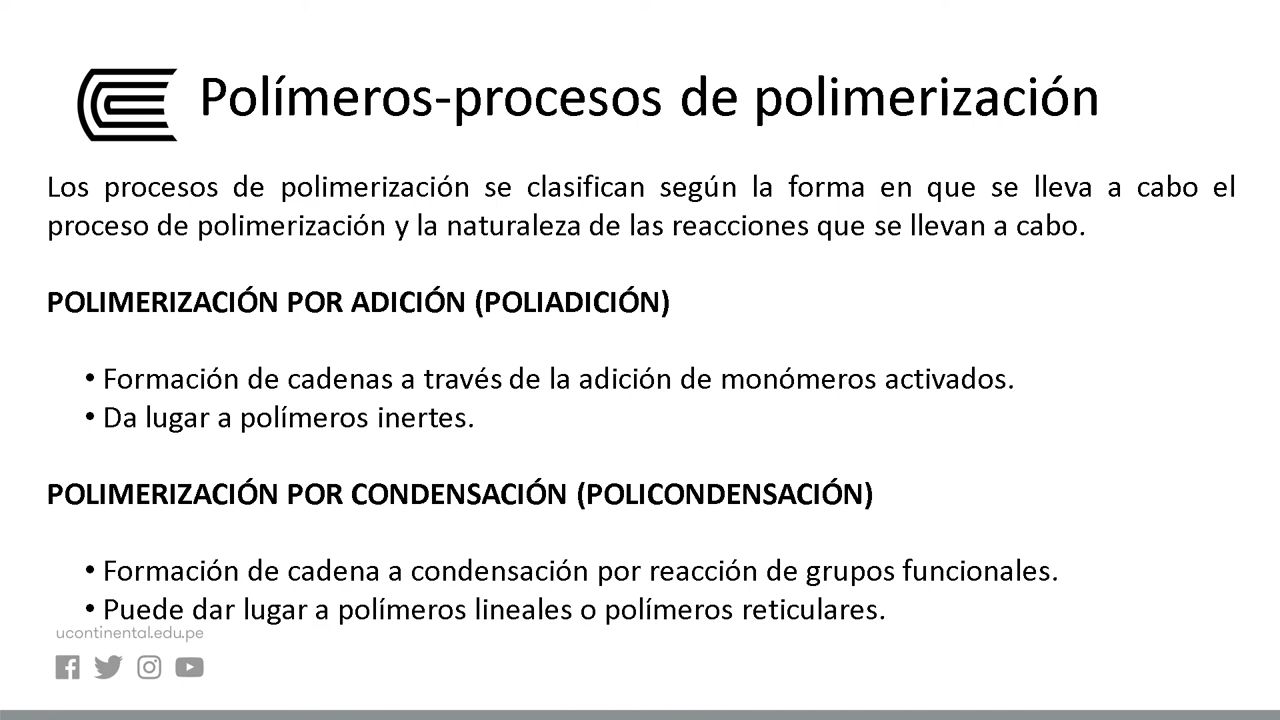 Polímeros-procesos de polimerización
Los procesos de polimerización se clasifican según la forma en que se lleva a cabo el
proceso de polimerización y la naturaleza de las reacciones que se llevan a cabo.
POLIMERIZACIÓN POR ADICIÓN (POLIADICIÓN)
• Formación de cadenas a través de la adición de monómeros activados.
• Da lugar a polímeros inertes.
POLIMERIZACIÓN POR CONDENSACIÓN (POLICONDENSACIÓN)
• Formación de cadena a condensación por reacción de grupos funcionales.
• Puede dar lugar a polímeros lineales o polímeros reticulares.
ucontinental.edu.pe